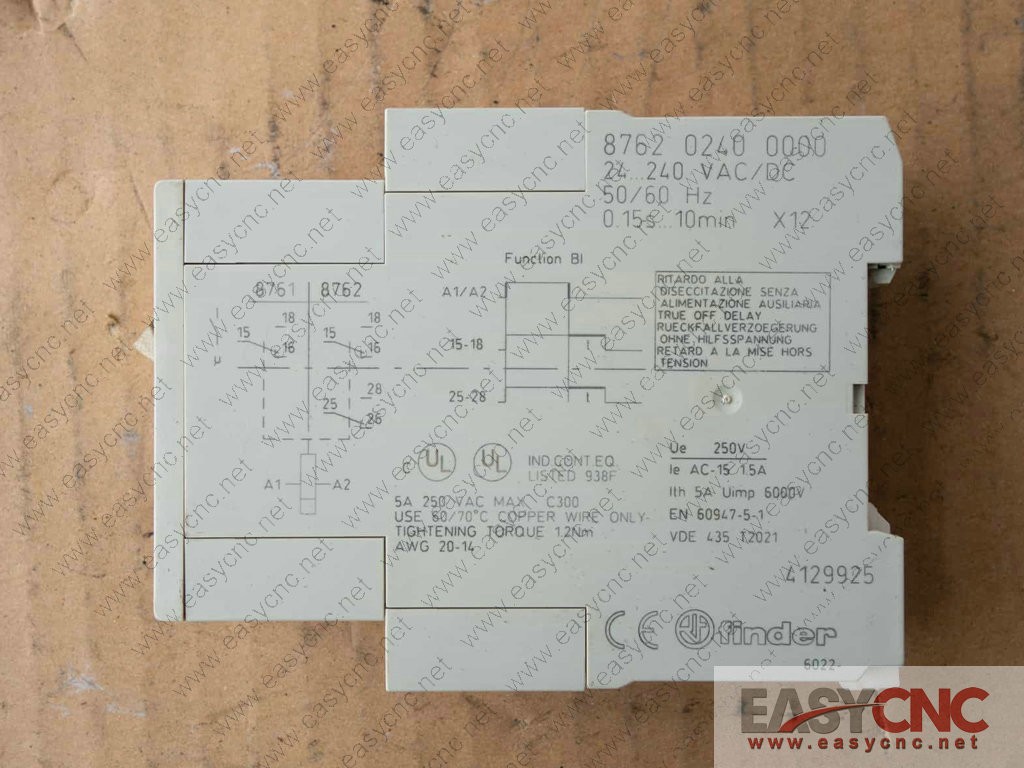 8762 0240 0000
24...240 VAC/DC
50/60 Hz
0.15s...10min X12
Function BI
8761 8762
A1/A2
15 18 16
15 18 16
25 28 26
15-18 t
25-28 t
RITARDO ALLA
DISECCITAZIONE SENZA
ALIMENTAZIONE AUSILIARIA
TRUE OFF DELAY
RUECKFALLVERZOEGERUNG
OHNE HILFSSPANNUNG
RETARD A LA MISE HORS
TENSION
A1 A2
c UL UL IND.CONT.EQ.
LISTED 938F
5A 250 VAC MAX C300
USE 60/70°C COPPER WIRE ONLY
TIGHTENING TORQUE 1.2Nm
AWG 20-14
Ue 250V
Ie AC-15 1.5A
Ith 5A Uimp 6000V
EN 60947-5-1
VDE 435 T2021
4129925
CE finder
6022-
EASYCNC
www.easycnc.net